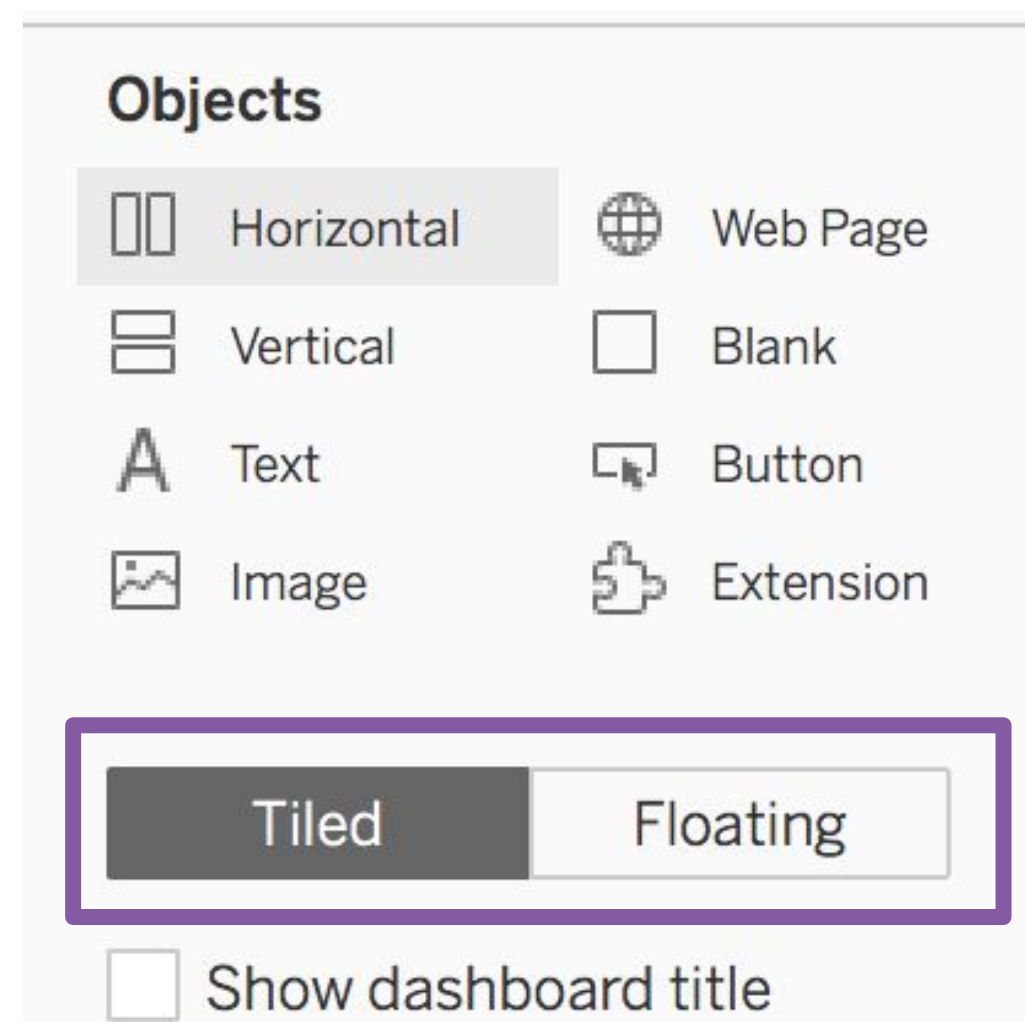 Objects
Horizontal
Web Page
Vertical
Blank
Text
Button
Image
Extension
Tiled
Floating
Show dashboard title